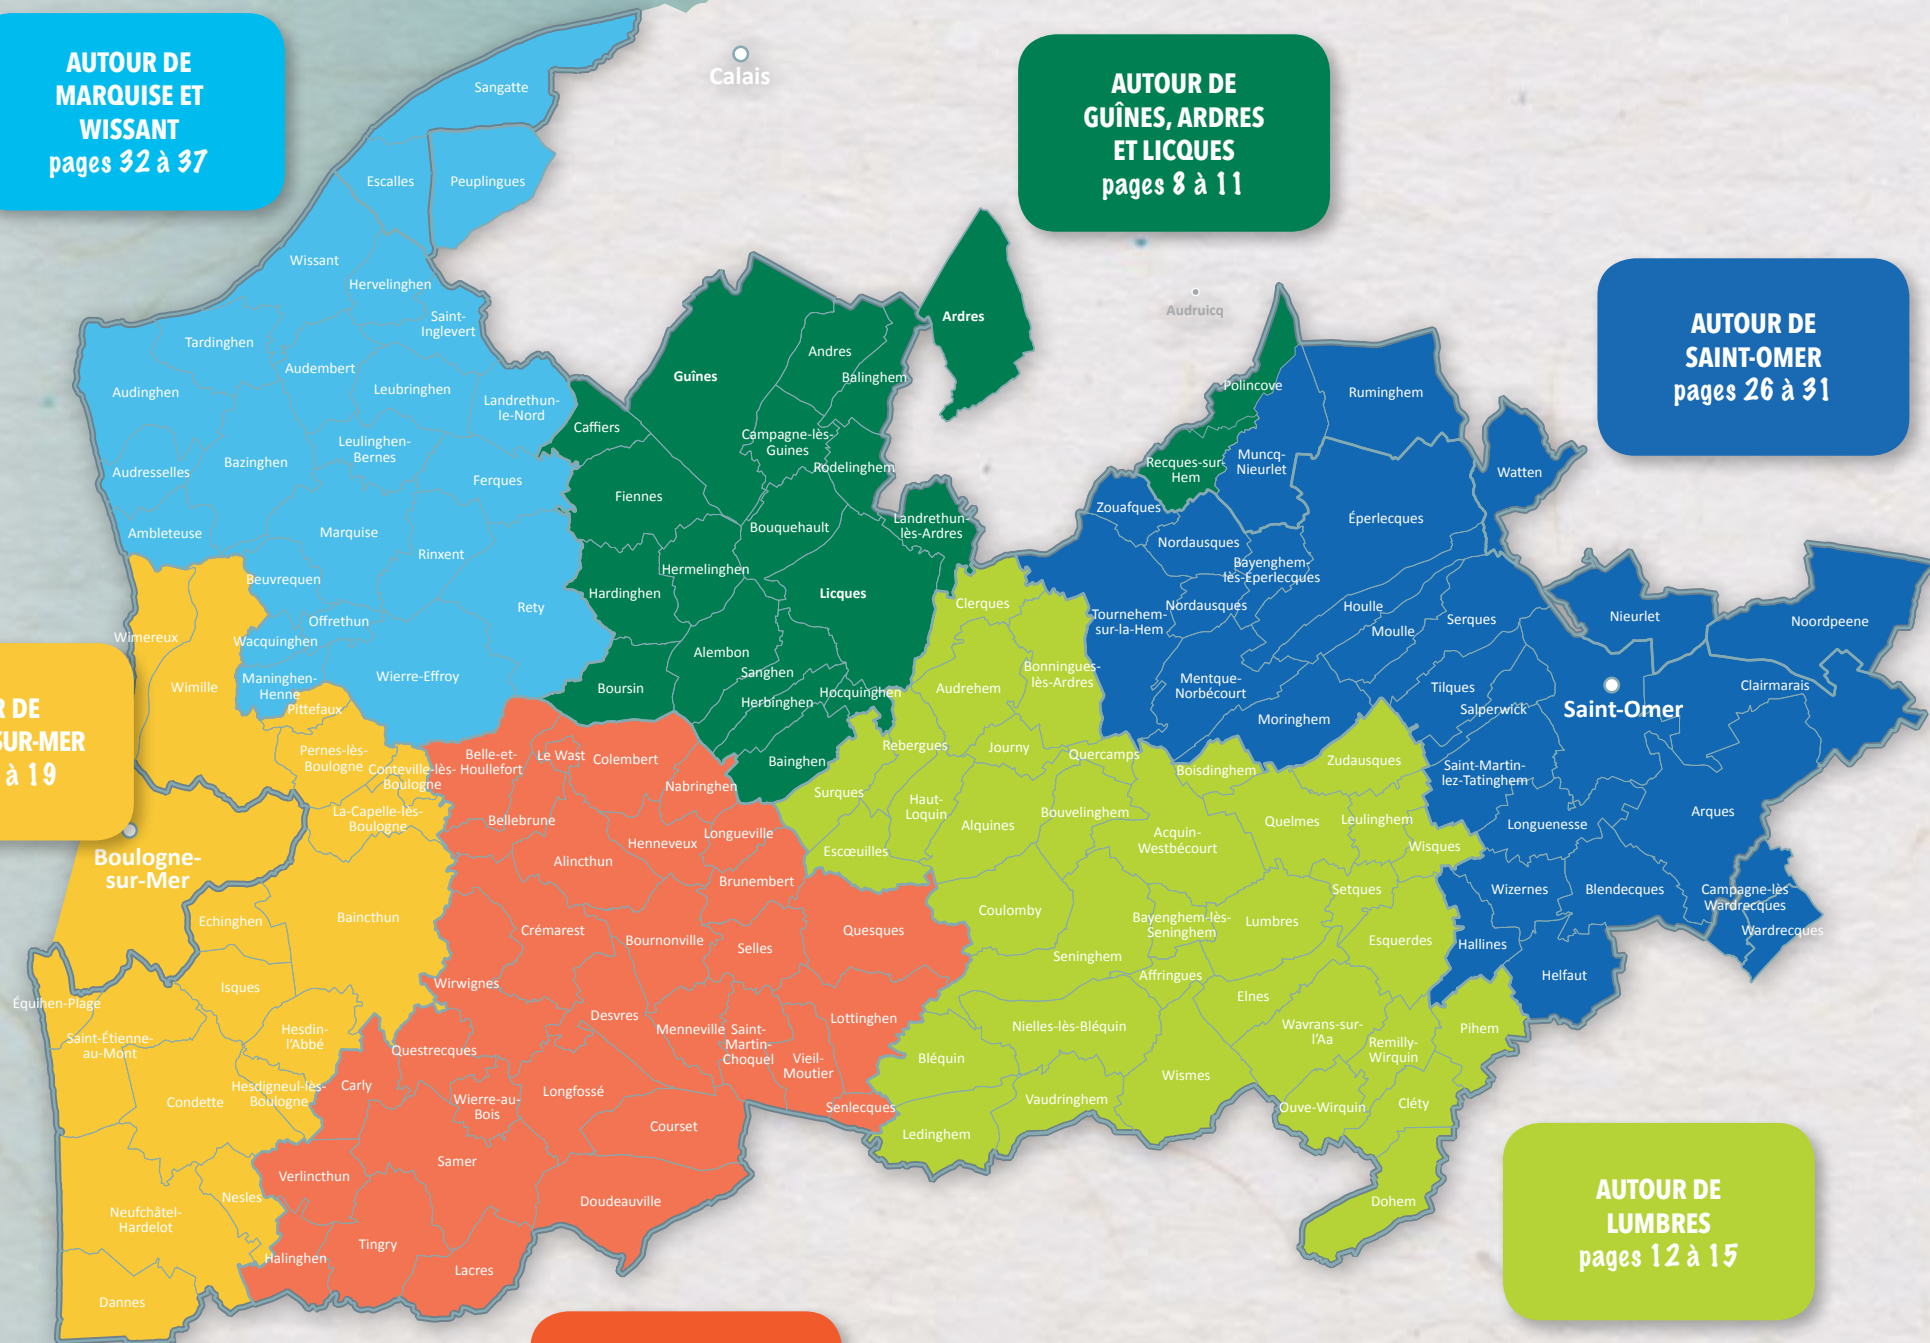 AUTOUR DE
MARQUISE ET
WISSANT
pages 32 à 37
AUTOUR DE
GUÎNES, ARDRES
ET LICQUES
pages 8 à 11
AUTOUR DE
SAINT-OMER
pages 26 à 31
R DE
SUR-MER
à 19
AUTOUR DE
LUMBRES
pages 12 à 15
Calais
Sangatte
Escalles
Peuplingues
Wissant
Hervelinghen
Saint-
Inglevert
Tardinghen
Audembert
Leubringhen
Audinghen
Landrethun-
le-Nord
Leulinghen-
Bernes
Bazinghen
Audresselles
Ferques
Ambleteuse
Marquise
Rinxent
Beuvrequen
Rety
Offrethun
Wacquinghen
Maninghen-
Henne
Wierre-Effroy
Ardres
Audruicq
Guînes
Andres
Balinghem
Caffiers
Campagne-lès-
Guines
Rodelinghem
Fiennes
Bouquehault
Landrethun-
lès-Ardres
Hermelinghen
Hardinghen
Licques
Alembon
Sanghen
Boursin
Herbinghen
Hocquinghen
Bainghen
Polincove
Recques-sur-
Hem
Ruminghem
Muncq-
Nieurlet
Watten
Zouafques
Éperlecques
Nordausques
Bayenghem-
lès-Éperlecques
Nordausques
Tournehem-
sur-la-Hem
Houlle
Moulle
Serques
Nieurlet
Noordpeene
Mentque-
Norbécourt
Tilques
Salperwick
Saint-Omer
Clairmarais
Moringhem
Saint-Martin-
lez-Tatinghem
Longuenesse
Arques
Wizernes
Blendecques
Campagne-lès
Wardrecques
Wardrecques
Hallines
Helfaut
Wimereux
Wimille
Pittefaux
Pernes-lès-
Boulogne
Conteville-lès-
Boulogne
La-Capelle-lès-
Boulogne
Boulogne-
sur-Mer
Echinghen
Baincthun
Isques
Équihen-Plage
Saint-Étienne-
au-Mont
Hesdin-
l'Abbé
Hesdigneul-lès-
Boulogne
Condette
Nesles
Neufchâtel-
Hardelot
Dannes
Belle-et-
Houllefort
Le Wast
Colembert
Nabringhen
Bellebrune
Henneveux
Longueville
Alincthun
Brunembert
Crémarest
Bournonville
Selles
Quesques
Wirwignes
Desvres
Menneville
Saint-
Martin-
Choquel
Lottinghen
Vieil-
Moutier
Questrecques
Carly
Wierre-au-
Bois
Longfossé
Senlecques
Courset
Samer
Verlincthun
Doudeauville
Tingry
Halinghen
Lacres
Clerques
Bonningues-
lès-Ardres
Audrehem
Rebergues
Journy
Quercamps
Boisdinghem
Zudausques
Surques
Haut-
Loquin
Alquines
Bouvelinghem
Acquin-
Westbécourt
Quelmes
Leulinghem
Wisques
Escœuilles
Setques
Coulomby
Bayenghem-lès-
Seninghem
Lumbres
Esquerdes
Seninghem
Affringues
Elnes
Nielles-lès-Bléquin
Wavrans-sur-
l'Aa
Remilly-
Wirquin
Pihem
Bléquin
Wismes
Vaudringhem
Ouve-Wirquin
Cléty
Ledinghem
Dohem